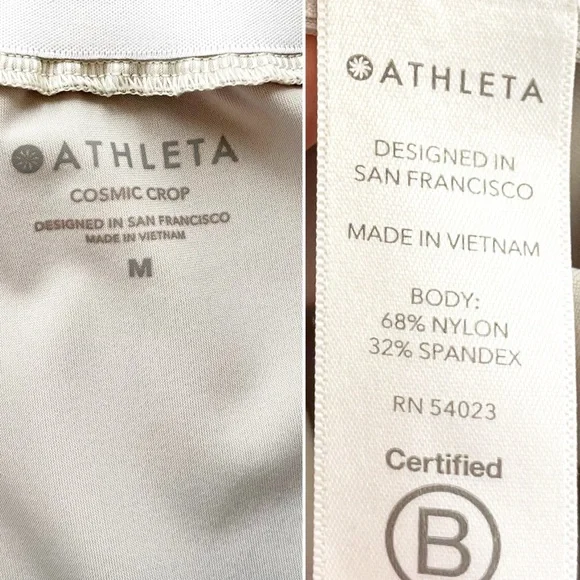 ATHLETA
COSMIC CROP
DESIGNED IN SAN FRANCISCO
MADE IN VIETNAM
M
ATHLETA
DESIGNED IN
SAN FRANCISCO
MADE IN VIETNAM
BODY:
68% NYLON
32% SPANDEX
RN 54023
Certified
B